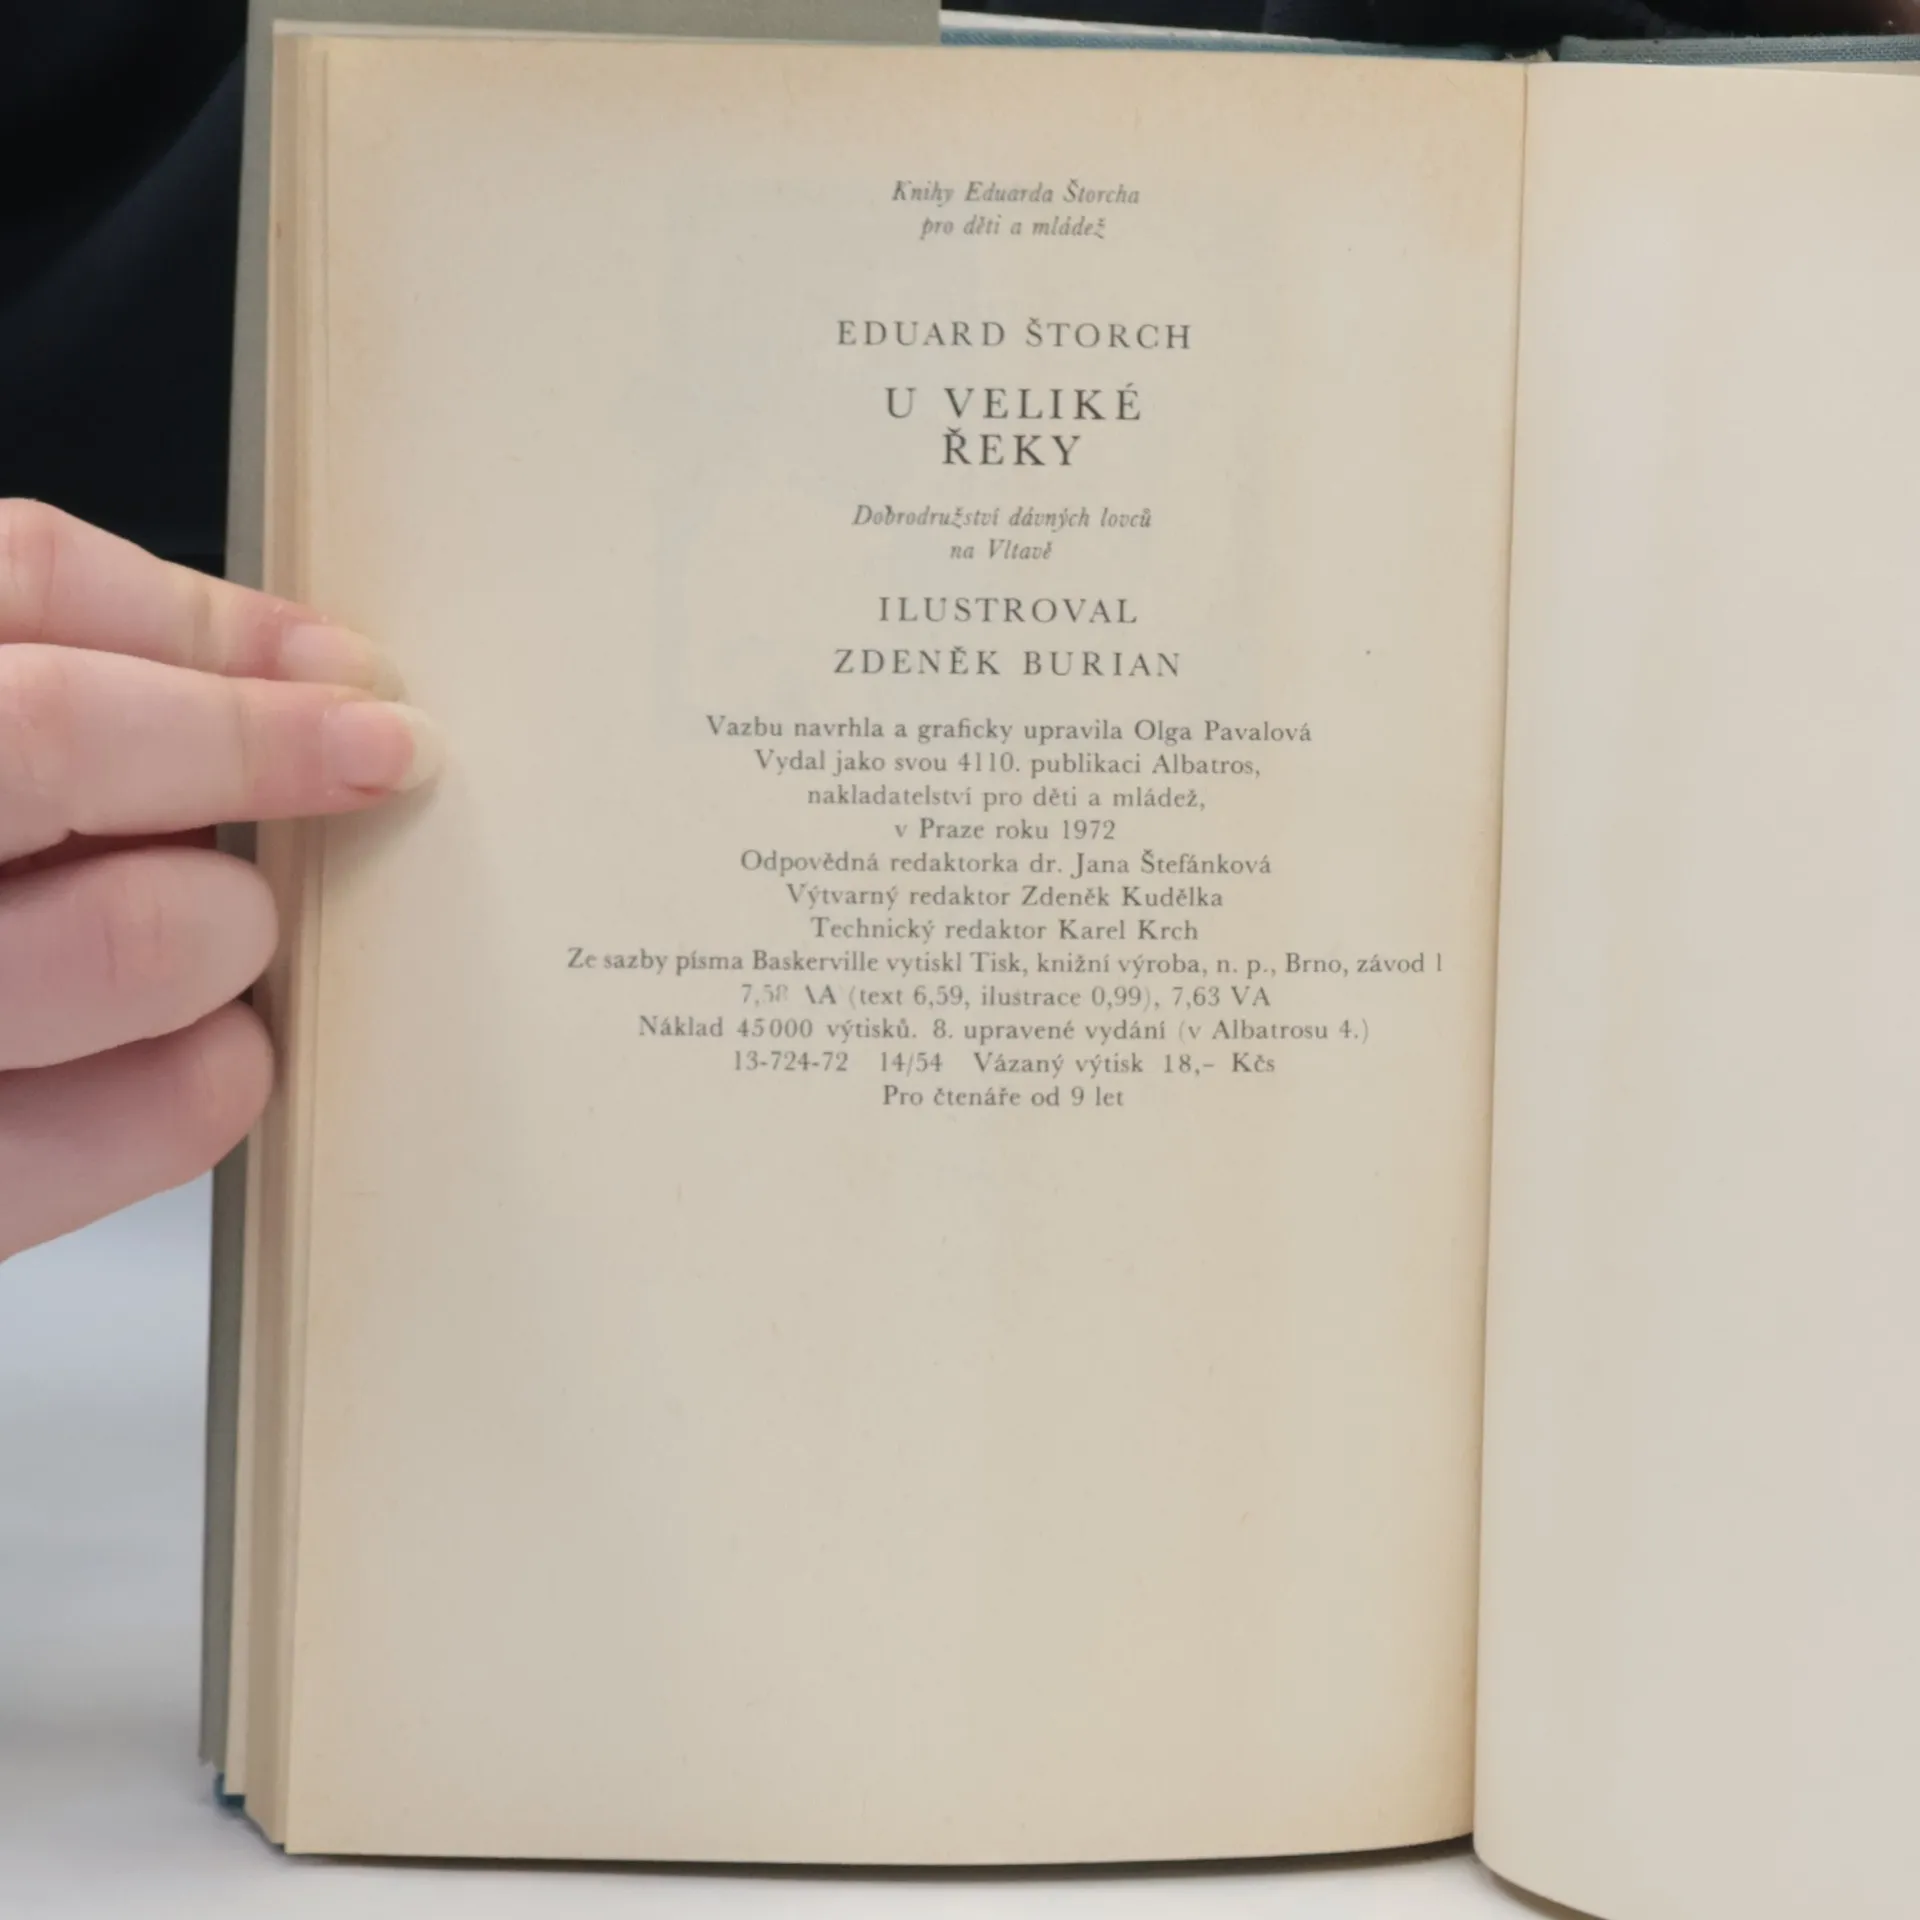 Knihy Eduarda Štorcha
pro děti a mládež
EDUARD ŠTORCH
U VELIKÉ
ŘEKY
Dobrodružství dávných lovců
na Vltavě
ILUSTROVAL
ZDENĚK BURIAN
Vazbu navrhla a graficky upravila Olga Pavalová
Vydal jako svou 4110. publikaci Albatros,
nakladatelství pro děti a mládež,
v Praze roku 1972
Odpovědná redaktorka dr. Jana Štefánková
Výtvarný redaktor Zdeněk Kudělka
Technický redaktor Karel Krch
Ze sazby písma Baskerville vytiskl Tisk, knižní výroba, n. p., Brno, závod 1
7,58 AA (text 6,59, ilustrace 0,99), 7,63 VA
Náklad 45000 výtisků. 8. upravené vydání (v Albatrosu 4.)
13-724-72 14/54 Vázaný výtisk 18,– Kčs
Pro čtenáře od 9 let